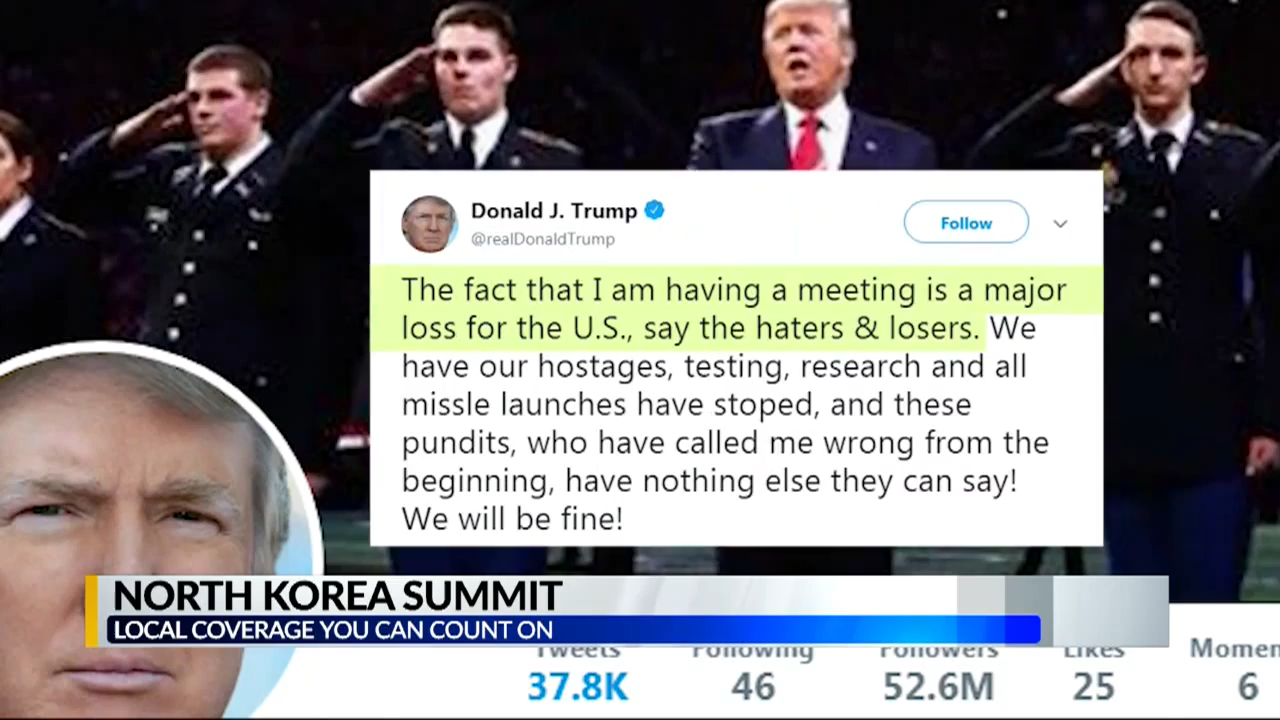 Donald J. Trump
@realDonaldTrump
Follow
The fact that I am having a meeting is a major
loss for the U.S., say the haters & losers. We
have our hostages, testing, research and all
missle launches have stoped, and these
pundits, who have called me wrong from the
beginning, have nothing else they can say!
We will be fine!
NORTH KOREA SUMMIT
LOCAL COVERAGE YOU CAN COUNT ON
Tweets Following Followers Likes Momen
37.8K 46 52.6M 25 6